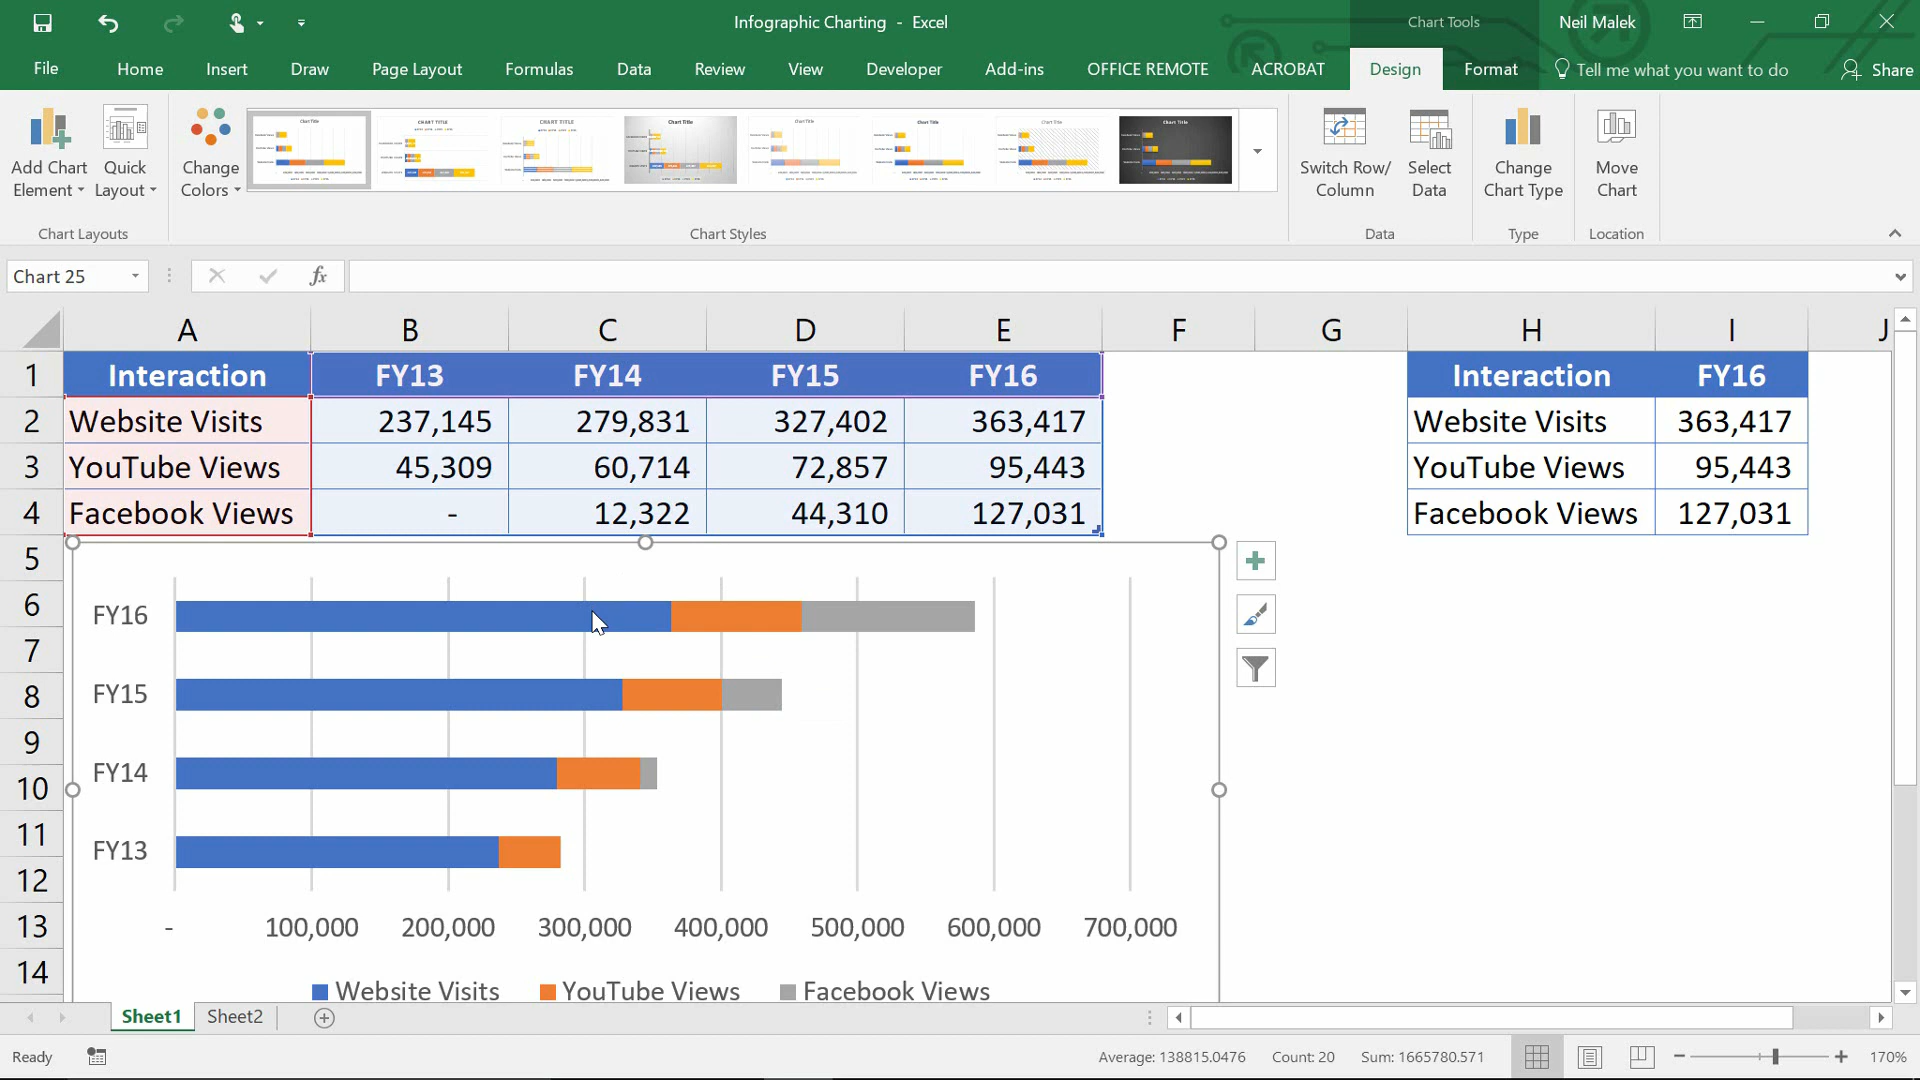 Infographic Charting - Excel
Chart Tools
Neil Malek
File Home Insert Draw Page Layout Formulas Data Review View Developer Add-ins OFFICE REMOTE ACROBAT Design Format Tell me what you want to do Share
Add Chart Element
Quick Layout
Change Colors
Switch Row/ Column
Select Data
Change Chart Type
Move Chart
Chart Layouts Chart Styles Data Type Location
Chart 25 fx
A B C D E F G H I J
1 Interaction FY13 FY14 FY15 FY16 Interaction FY16
2 Website Visits 237,145 279,831 327,402 363,417 Website Visits 363,417
3 YouTube Views 45,309 60,714 72,857 95,443 YouTube Views 95,443
4 Facebook Views - 12,322 44,310 127,031 Facebook Views 127,031
5
6 FY16
7
8 FY15
9
10 FY14
11 FY13
12
13 - 100,000 200,000 300,000 400,000 500,000 600,000 700,000
14
Website Visits YouTube Views Facebook Views
Sheet1 Sheet2
Ready Average: 138815.0476 Count: 20 Sum: 1665780.571 170%